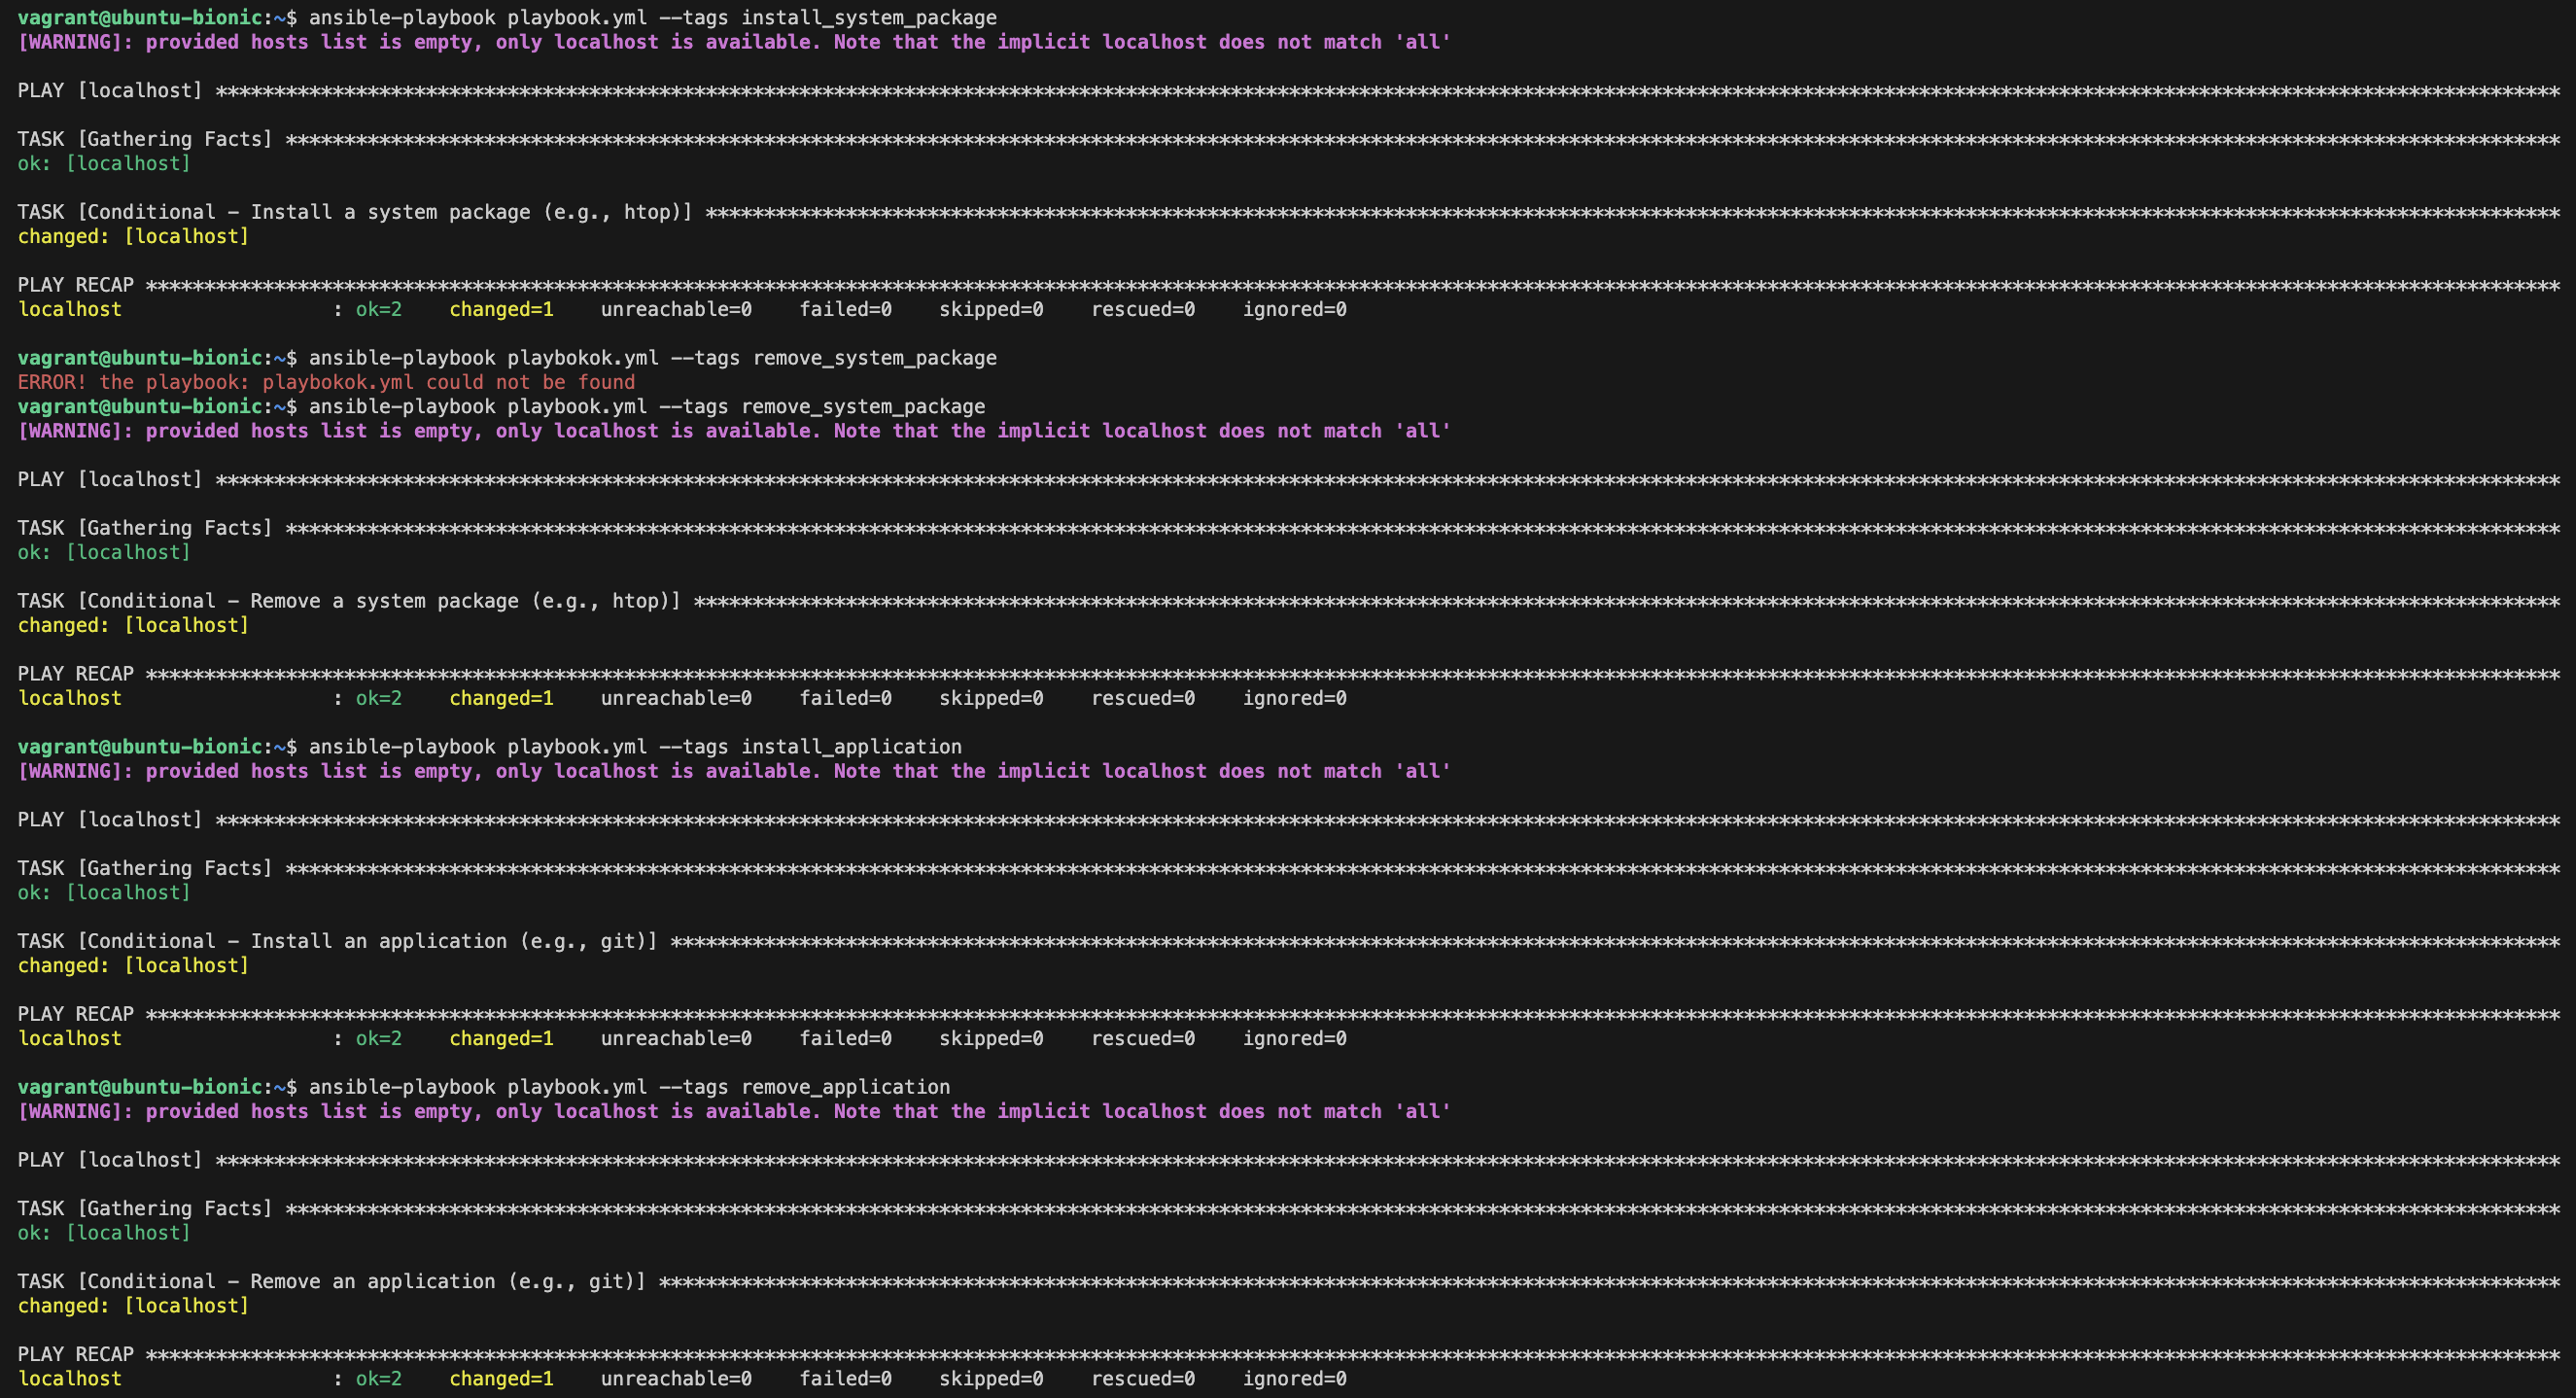 vagrant@ubuntu-bionic:~$ ansible-playbook playbook.yml --tags install_system_package
[WARNING]: provided hosts list is empty, only localhost is available. Note that the implicit localhost does not match 'all'
PLAY [localhost] ****************************************************************************************************************************************************************************************************
TASK [Gathering Facts] **********************************************************************************************************************************************************************************************
ok: [localhost]
TASK [Conditional - Install a system package (e.g., htop)] **********************************************************************************************************************************************************
changed: [localhost]
PLAY RECAP **********************************************************************************************************************************************************************************************************
localhost                  : ok=2    changed=1    unreachable=0    failed=0    skipped=0    rescued=0    ignored=0
vagrant@ubuntu-bionic:~$ ansible-playbook playbokok.yml --tags remove_system_package
ERROR! the playbook: playbokok.yml could not be found
vagrant@ubuntu-bionic:~$ ansible-playbook playbook.yml --tags remove_system_package
[WARNING]: provided hosts list is empty, only localhost is available. Note that the implicit localhost does not match 'all'
PLAY [localhost] ****************************************************************************************************************************************************************************************************
TASK [Gathering Facts] **********************************************************************************************************************************************************************************************
ok: [localhost]
TASK [Conditional - Remove a system package (e.g., htop)] ***********************************************************************************************************************************************************
changed: [localhost]
PLAY RECAP **********************************************************************************************************************************************************************************************************
localhost                  : ok=2    changed=1    unreachable=0    failed=0    skipped=0    rescued=0    ignored=0
vagrant@ubuntu-bionic:~$ ansible-playbook playbook.yml --tags install_application
[WARNING]: provided hosts list is empty, only localhost is available. Note that the implicit localhost does not match 'all'
PLAY [localhost] ****************************************************************************************************************************************************************************************************
TASK [Gathering Facts] **********************************************************************************************************************************************************************************************
ok: [localhost]
TASK [Conditional - Install an application (e.g., git)] *************************************************************************************************************************************************************
changed: [localhost]
PLAY RECAP **********************************************************************************************************************************************************************************************************
localhost                  : ok=2    changed=1    unreachable=0    failed=0    skipped=0    rescued=0    ignored=0
vagrant@ubuntu-bionic:~$ ansible-playbook playbook.yml --tags remove_application
[WARNING]: provided hosts list is empty, only localhost is available. Note that the implicit localhost does not match 'all'
PLAY [localhost] ****************************************************************************************************************************************************************************************************
TASK [Gathering Facts] **********************************************************************************************************************************************************************************************
ok: [localhost]
TASK [Conditional - Remove an application (e.g., git)] **************************************************************************************************************************************************************
changed: [localhost]
PLAY RECAP **********************************************************************************************************************************************************************************************************
localhost                  : ok=2    changed=1    unreachable=0    failed=0    skipped=0    rescued=0    ignored=0